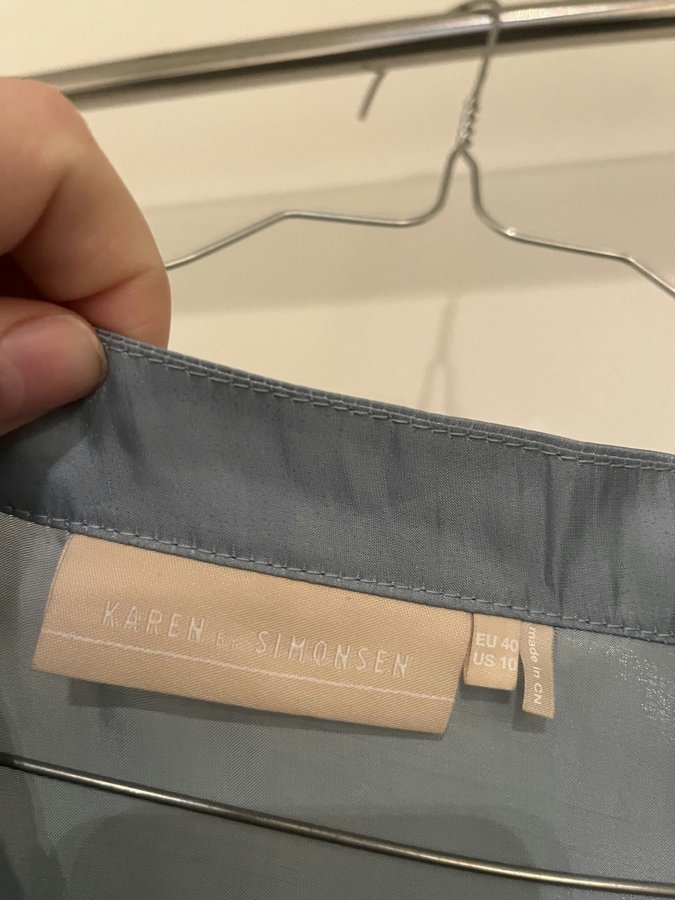 KAREN BY SIMONSEN
EU 40
US 10
made in CN